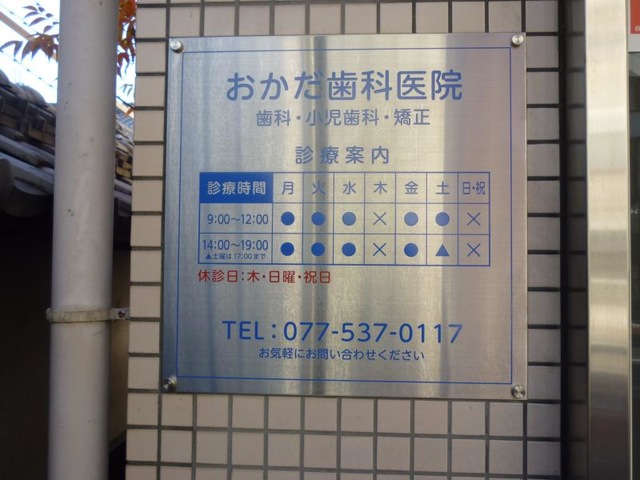 おかだ歯科医院
歯科・小児歯科・矯正
診療案内
診療時間 月 火 水 木 金 土 日・祝
9:00～12:00 ● ● ● × ● ● ×
14:00～19:00 ● ● ● × ● ▲ ×
▲土曜は17:00まで
休診日:木・日曜・祝日
TEL:077-537-0117
お気軽にお問い合わせください